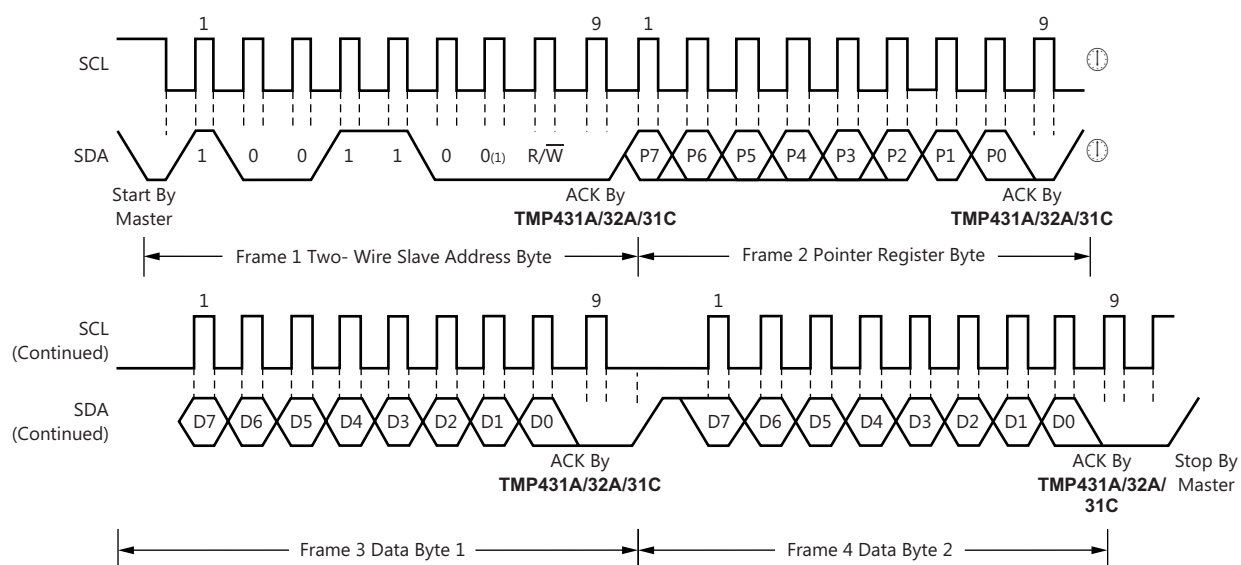 1 9 1 9
SCL
SDA 1 0 0 1 1 0 0(1) R/W P7 P6 P5 P4 P3 P2 P1 P0
Start By
Master
ACK By
TMP431A/32A/31C
ACK By
TMP431A/32A/31C
Frame 1 Two- Wire Slave Address Byte
Frame 2 Pointer Register Byte
1 9 1 9
SCL
(Continued)
SDA
(Continued)
D7 D6 D5 D4 D3 D2 D1 D0 D7 D6 D5 D4 D3 D2 D1 D0
ACK By
TMP431A/32A/31C
ACK By
TMP431A/32A/
31C
Stop By
Master
Frame 3 Data Byte 1
Frame 4 Data Byte 2